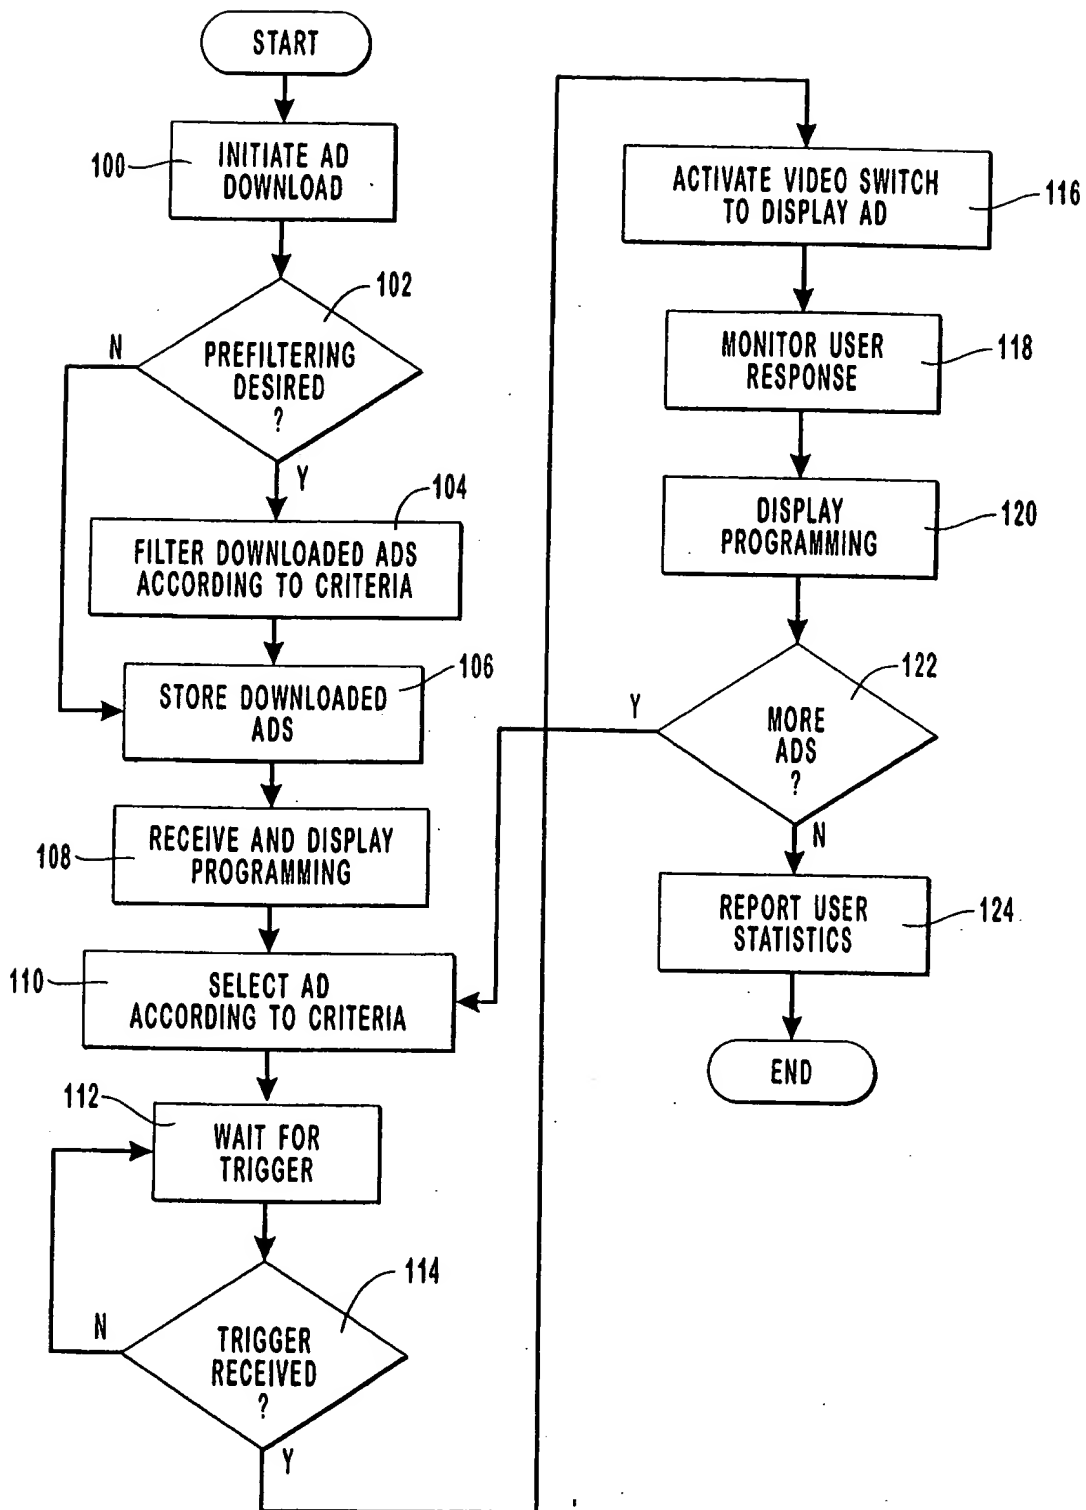 START
100
INITIATE AD
DOWNLOAD
102
N
PREFILTERING
DESIRED
?
Y
104
FILTER DOWNLOADED ADS
ACCORDING TO CRITERIA
106
STORE DOWNLOADED
ADS
108
RECEIVE AND DISPLAY
PROGRAMMING
110
SELECT AD
ACCORDING TO CRITERIA
112
WAIT FOR
TRIGGER
114
N
TRIGGER
RECEIVED
?
Y
ACTIVATE VIDEO SWITCH
TO DISPLAY AD
116
MONITOR USER
RESPONSE
118
DISPLAY
PROGRAMMING
120
122
Y
MORE
ADS
?
N
REPORT USER
STATISTICS
124
END